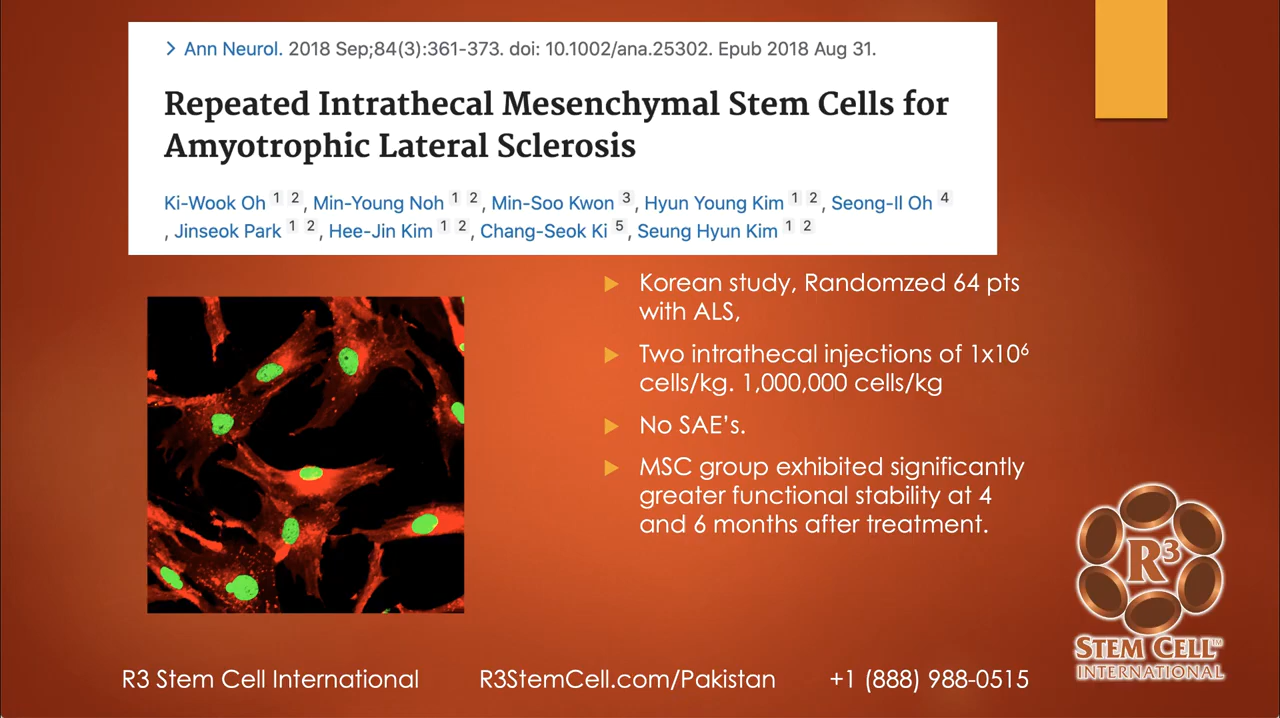 > Ann Neurol. 2018 Sep;84(3):361-373. doi: 10.1002/ana.25302. Epub 2018 Aug 31.
Repeated Intrathecal Mesenchymal Stem Cells for
Amyotrophic Lateral Sclerosis
Ki-Wook Oh 1 2, Min-Young Noh 1 2, Min-Soo Kwon 3, Hyun Young Kim 1 2, Seong-Il Oh 4
, Jinseok Park 1 2, Hee-Jin Kim 1 2, Chang-Seok Ki 5, Seung Hyun Kim 1 2
Korean study, Randomzed 64 pts
with ALS,
Two intrathecal injections of 1x10⁶
cells/kg. 1,000,000 cells/kg
No SAE's.
MSC group exhibited significantly
greater functional stability at 4
and 6 months after treatment.
R³
STEM CELL™
INTERNATIONAL
R3 Stem Cell International R3StemCell.com/Pakistan +1 (888) 988-0515